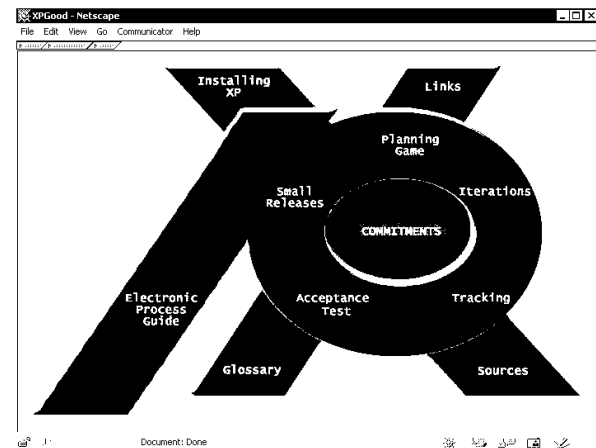 XPGood - Netscape
File Edit View Go Communicator Help
Installing
XP
Links
Planning
Game
Small
Releases
Iterations
COMMITMENTS
Electronic
Process
Guide
Acceptance
Test
Tracking
Glossary
Sources
Document: Done